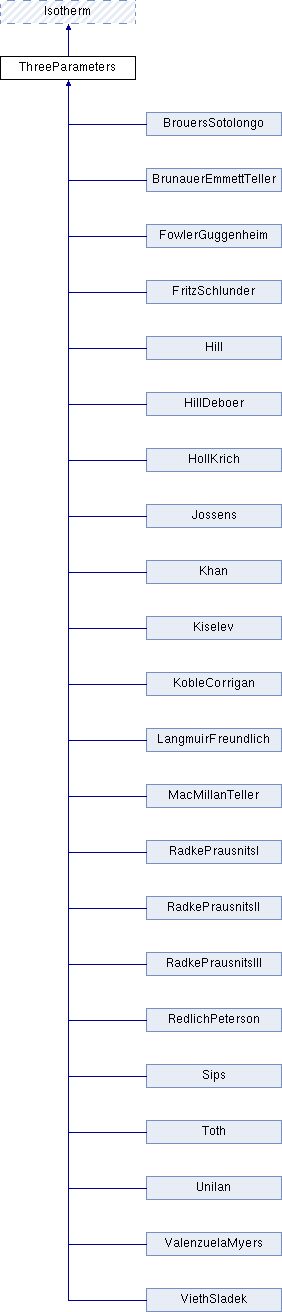 Isotherm
ThreeParameters
BrouersSotolongo
BrunauerEmmettTeller
FowlerGuggenheim
FritzSchlunder
Hill
HillDeboer
HollKrich
Jossens
Khan
Kiselev
KobleCorrigan
LangmuirFreundlich
MacMillanTeller
RadkePrausnitsI
RadkePrausnitsII
RadkePrausnitsIII
RedlichPeterson
Sips
Toth
Unilan
ValenzuelaMyers
ViethSladek